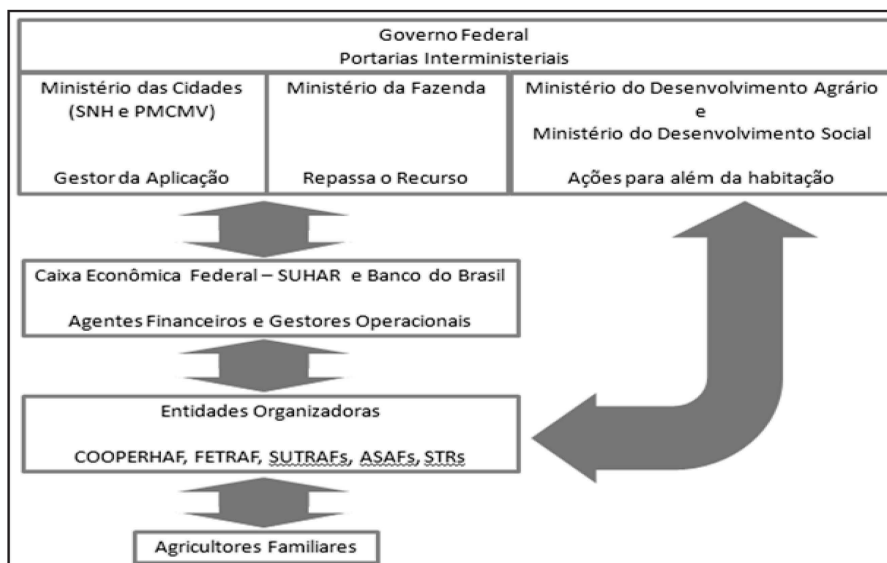 Governo Federal
Portarias Interministeriais
Ministério das Cidades
(SNH e PMCMV)
Gestor da Aplicação
Ministério da Fazenda
Repassa o Recurso
Ministério do Desenvolvimento Agrário
e
Ministério do Desenvolvimento Social
Ações para além da habitação
Caixa Econômica Federal – SUHAR e Banco do Brasil
Agentes Financeiros e Gestores Operacionais
Entidades Organizadoras
COOPERHAF, FETRAF, SUTRAFs, ASAFs, STRs
Agricultores Familiares